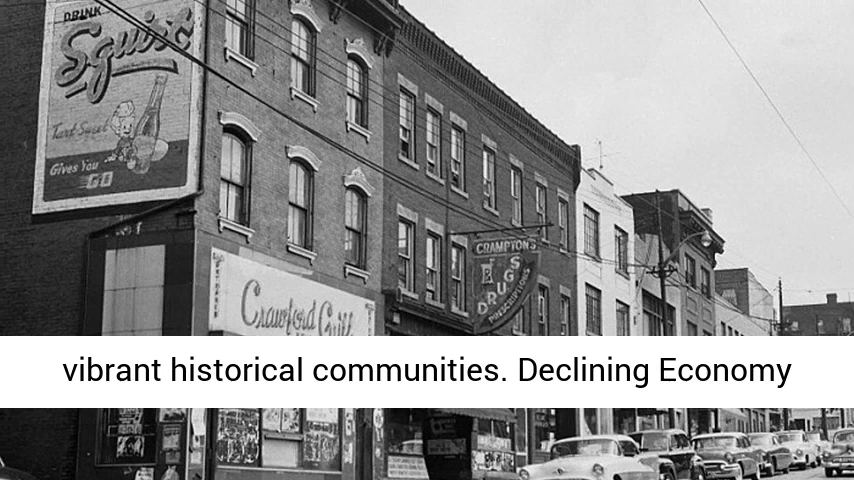 DRINK
Squirt
Tart-Sweet
Gives You
GO
Crawford Grill
CRAMPTON'S
DRUGS
PRESCRIPTIONS
vibrant historical communities. Declining Economy